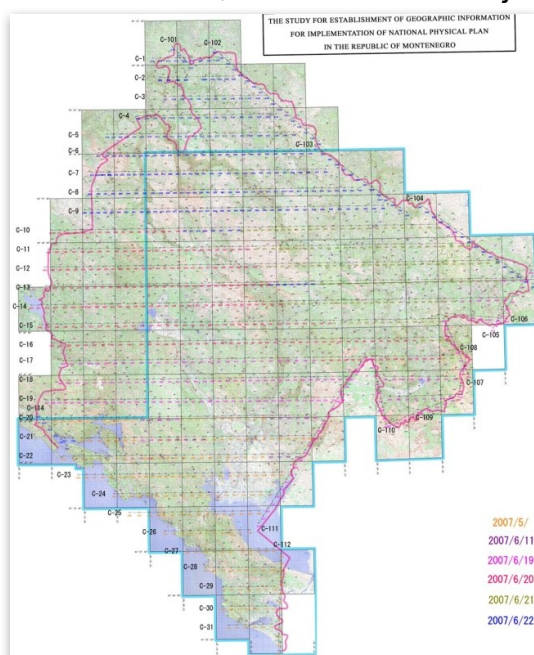 THE STUDY FOR ESTABLISHMENT OF GEOGRAPHIC INFORMATION
FOR IMPLEMENTATION OF NATIONAL PHYSICAL PLAN
IN THE REPUBLIC OF MONTENEGRO
C-101
C-102
C-1
C-2
C-3
C-4
C-5
C-6
C-103
C-7
C-8
C-104
C-9
C-10
C-11
C-12
C-13
C-14
C-106
C-15
C-105
C-16
C-108
C-17
C-18
C-107
C-19
C-114
C-109
C-20
C-110
C-21
C-22
C-23
C-24
C-25
C-26
C-111
C-27
C-112
C-28
C-29
C-30
C-31
2007/5/
2007/6/11
2007/6/19
2007/6/20
2007/6/21
2007/6/22